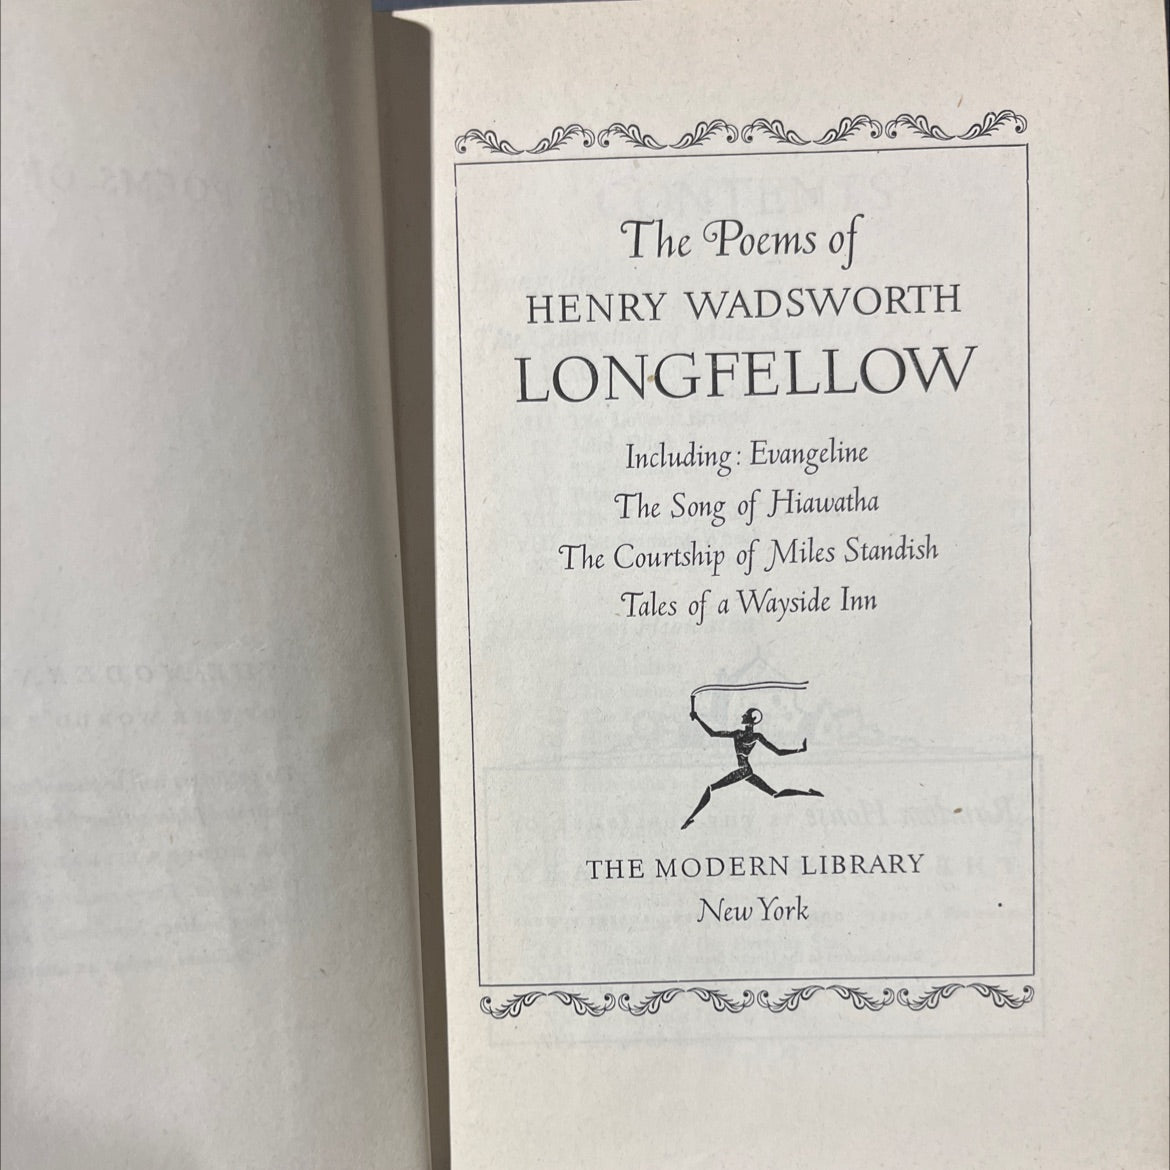 The Poems of
HENRY WADSWORTH
LONGFELLOW
Including: Evangeline
The Song of Hiawatha
The Courtship of Miles Standish
Tales of a Wayside Inn
THE MODERN LIBRARY
New York